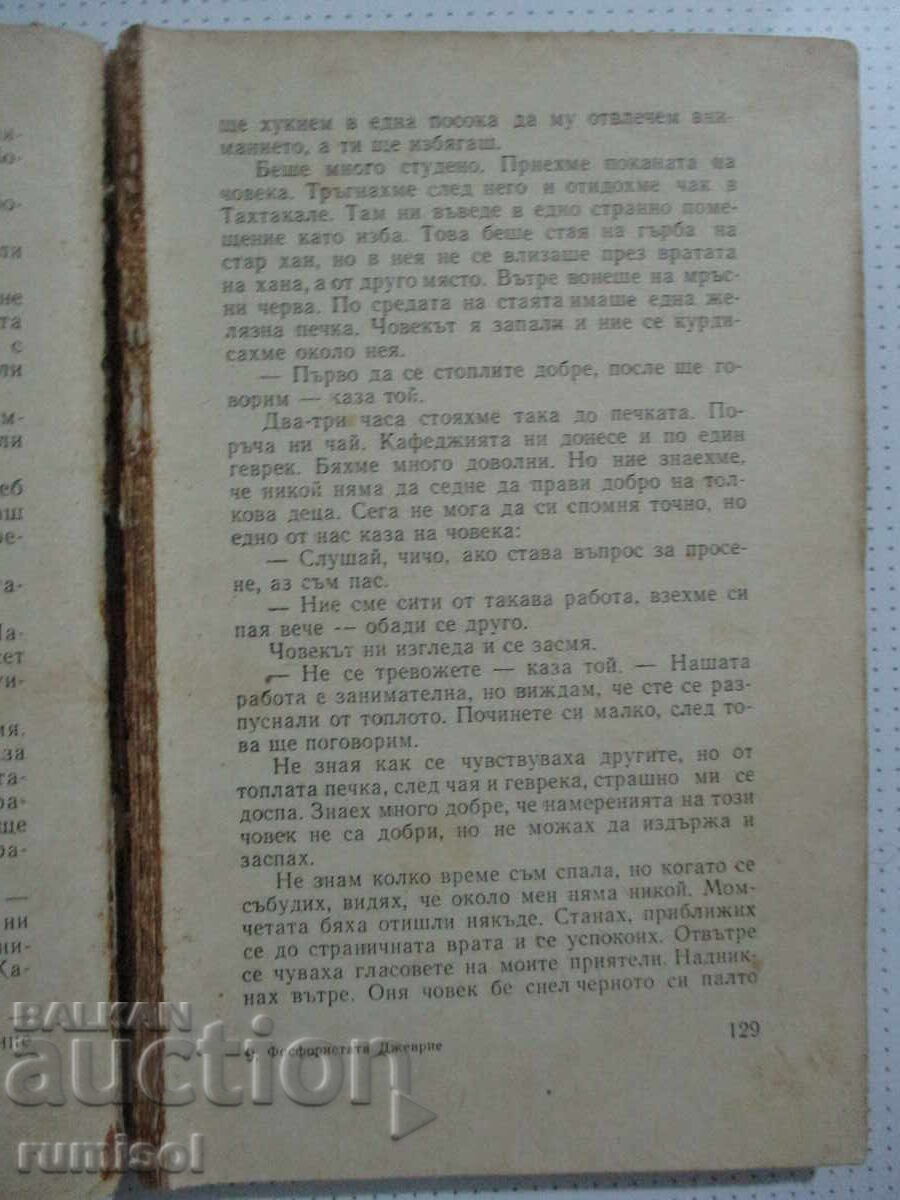 ще хукнем в една посока да му отвлечем вни-
манието, а ти ще избягаш.
Беше много студено. Приехме поканата на
човека. Тръгнахме след него и отидохме чак в
Тахтакале. Там ни въведе в едно странно поме-
щение като изба. Това беше стая на гърба на
стар хан, но в нея не се влизаше през вратата
на хана, а от друго място. Вътре вонеше на мръс-
ни черва. По средата на стаята имаше една же-
лязна печка. Човекът я запали и ние се курди-
сахме около нея.
— Първо да се стоплите добре, после ще го-
ворим — каза той.
Два-три часа стояхме така до печката. По-
ръча ни чай. Кафеджията ни донесе и по един
геврек. Бяхме много доволни. Но ние знаехме,
че никой няма да седне да прави добро на тол-
кова деца. Сега не мога да си спомня точно, но
едно от нас каза на човека:
— Слушай, чичо, ако става въпрос за просе-
не, аз съм пас.
— Ние сме сити от такава работа, взехме си
пая вече — обади се друго.
Човекът ни изгледа и се засмя.
— Не се тревожете — каза той. — Нашата
работа е занимателна, но виждам, че сте се раз-
пуснали от топлото. Починете си малко, след то-
ва ще поговорим.
Не зная как се чувствуваха другите, но от
топлата печка, след чая и геврека, страшно ми се
доспа. Знаех много добре, че намеренията на този
човек не са добри, но не можах да издържа и
заспах.
Не знам колко време съм спала, но когато се
събудих, видях, че около мен няма никой. Мом-
четата бяха отишли някъде. Станах, приближих
се до страничната врата и се успокоих. Отвътре
се чуваха гласовете на моите приятели. Надник-
нах вътре. Оня човек бе снел черното си палто
129
9 Фосфористата Джеврие
BALKAN
auction
rumisol